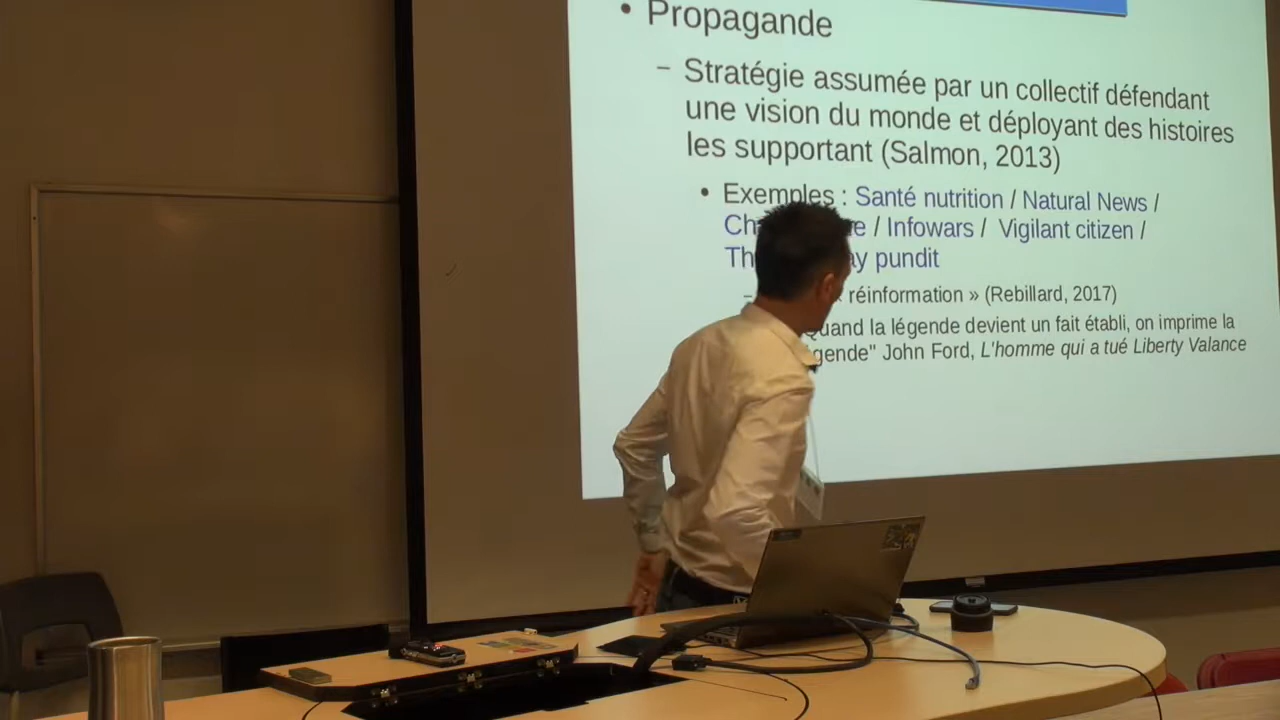 • Propagande
– Stratégie assumée par un collectif défendant
une vision du monde et déployant des histoires
les supportant (Salmon, 2013)
• Exemples : Santé nutrition / Natural News /
/ Infowars / Vigilant citizen /
pundit
– réinformation » (Rebillard, 2017)
Quand la légende devient un fait établi, on imprime la
" John Ford, L'homme qui a tué Liberty Valance